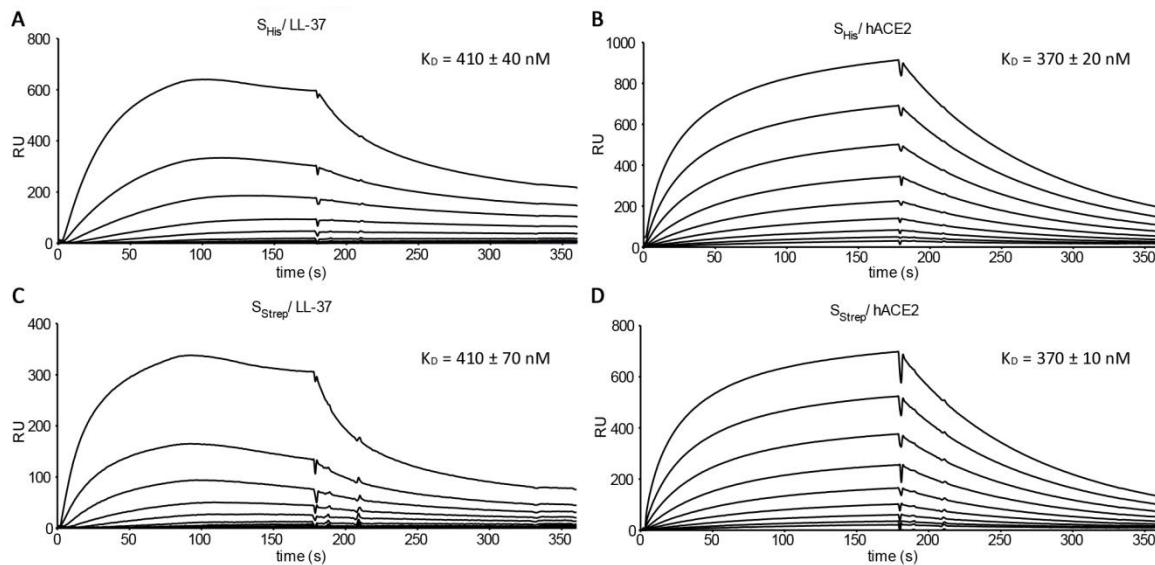 A
S_His/ LL-37
K_D = 410 ± 40 nM
800
600
400
200
0
RU
0 50 100 150 200 250 300 350
time (s)
B
S_His/ hACE2
K_D = 370 ± 20 nM
1000
800
600
400
200
0
RU
0 50 100 150 200 250 300 350
time (s)
C
S_Strep/ LL-37
K_D = 410 ± 70 nM
400
300
200
100
0
RU
0 50 100 150 200 250 300 350
time (s)
D
S_Strep/ hACE2
K_D = 370 ± 10 nM
800
600
400
200
0
RU
0 50 100 150 200 250 300 350
time (s)